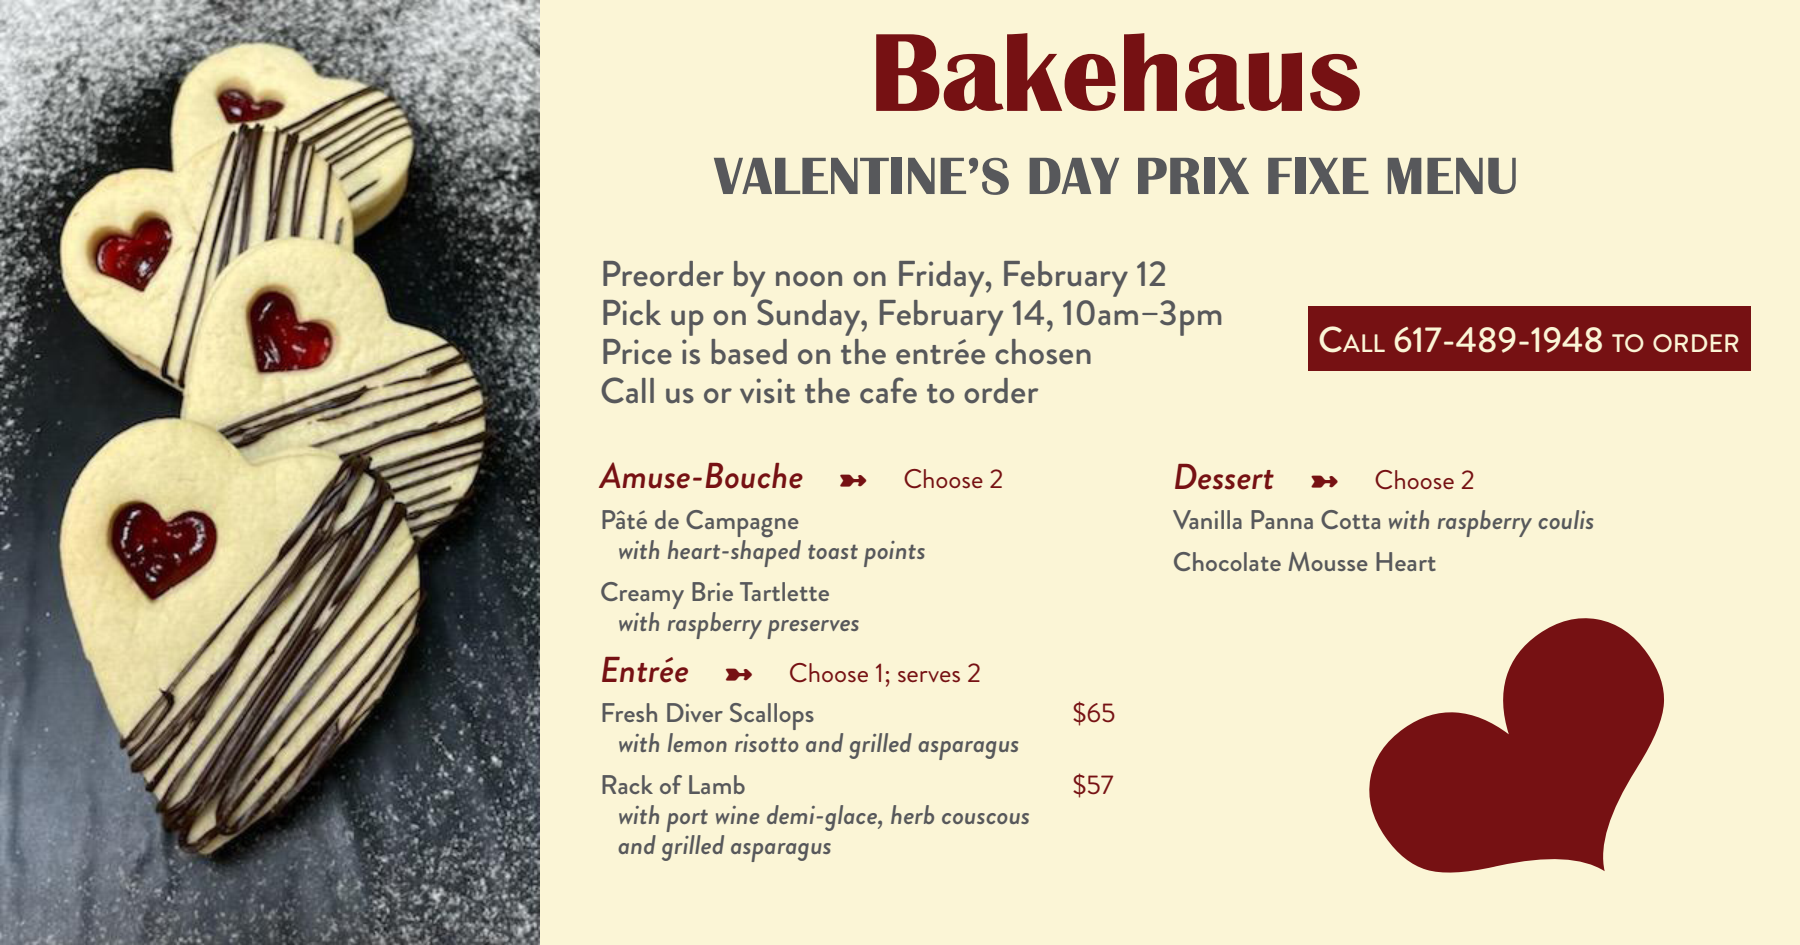 Bakehaus
VALENTINE'S DAY PRIX FIXE MENU
Preorder by noon on Friday, February 12
Pick up on Sunday, February 14, 10am–3pm
Price is based on the entrée chosen
Call us or visit the cafe to order
CALL 617-489-1948 TO ORDER
Amuse-Bouche ➳ Choose 2
Pâté de Campagne
with heart-shaped toast points
Creamy Brie Tartlette
with raspberry preserves
Entrée ➳ Choose 1; serves 2
Fresh Diver Scallops $65
with lemon risotto and grilled asparagus
Rack of Lamb $57
with port wine demi-glace, herb couscous
and grilled asparagus
Dessert ➳ Choose 2
Vanilla Panna Cotta with raspberry coulis
Chocolate Mousse Heart